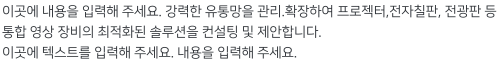 이곳에 내용을 입력해 주세요. 강력한 유통망을 관리.확장하여 프로젝터,전자칠판, 전광판 등
통합 영상 장비의 최적화된 솔루션을 컨설팅 및 제안합니다.
이곳에 텍스트를 입력해 주세요. 내용을 입력해 주세요.